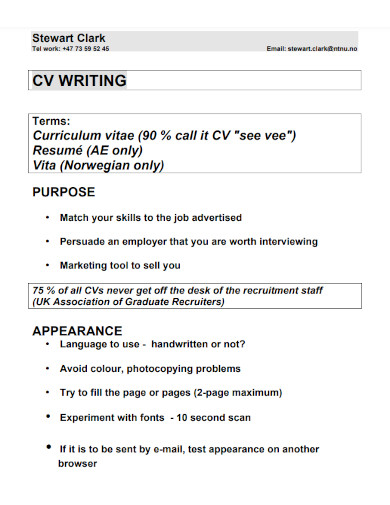 Stewart Clark
Tel work: +47 73 59 52 45 Email: stewart.clark@ntnu.no
CV WRITING
Terms:
Curriculum vitae (90 % call it CV "see vee")
Resumé (AE only)
Vita (Norwegian only)
PURPOSE
• Match your skills to the job advertised
• Persuade an employer that you are worth interviewing
• Marketing tool to sell you
75 % of all CVs never get off the desk of the recruitment staff
(UK Association of Graduate Recruiters)
APPEARANCE
• Language to use - handwritten or not?
• Avoid colour, photocopying problems
• Try to fill the page or pages (2-page maximum)
• Experiment with fonts - 10 second scan
• If it is to be sent by e-mail, test appearance on another
browser